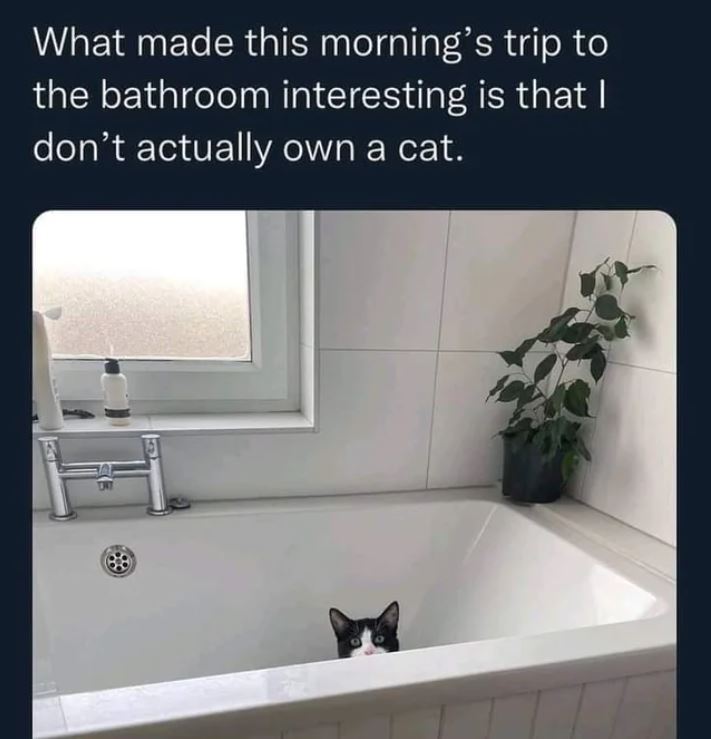 What made this morning’s trip to
the bathroom interesting is that I
don’t actually own a cat.